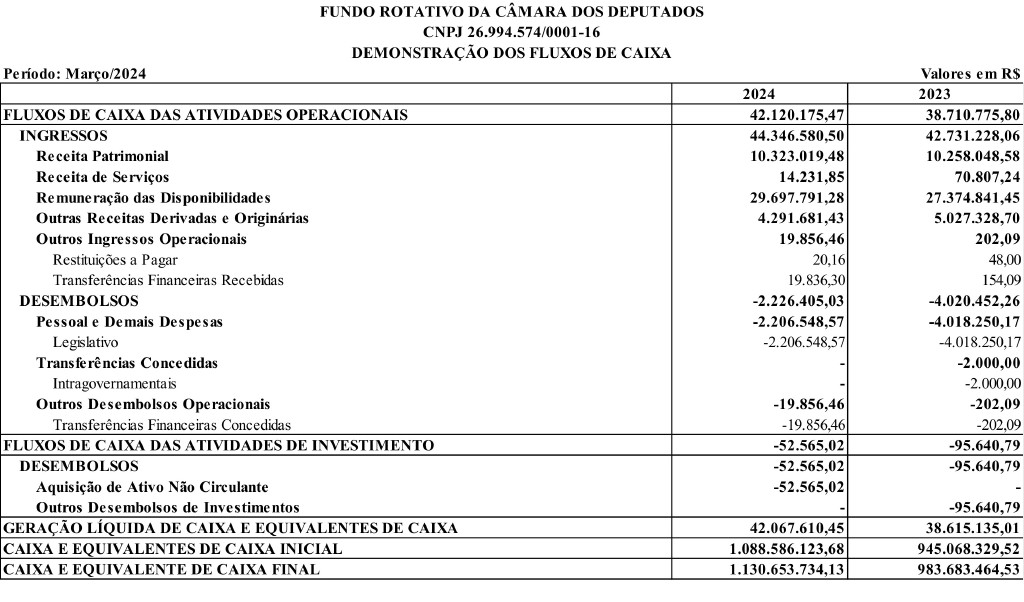 FUNDO ROTATIVO DA CÂMARA DOS DEPUTADOS
CNPJ 26.994.574/0001-16
DEMONSTRAÇÃO DOS FLUXOS DE CAIXA
Período: Março/2024 Valores em R$
2024 2023
FLUXOS DE CAIXA DAS ATIVIDADES OPERACIONAIS 42.120.175,47 38.710.775,80
INGRESSOS 44.346.580,50 42.731.228,06
Receita Patrimonial 10.323.019,48 10.258.048,58
Receita de Serviços 14.231,85 70.807,24
Remuneração das Disponibilidades 29.697.791,28 27.374.841,45
Outras Receitas Derivadas e Originárias 4.291.681,43 5.027.328,70
Outros Ingressos Operacionais 19.856,46 202,09
Restituições a Pagar 20,16 48,00
Transferências Financeiras Recebidas 19.836,30 154,09
DESEMBOLSOS -2.226.405,03 -4.020.452,26
Pessoal e Demais Despesas -2.206.548,57 -4.018.250,17
Legislativo -2.206.548,57 -4.018.250,17
Transferências Concedidas - -2.000,00
Intragovernamentais - -2.000,00
Outros Desembolsos Operacionais -19.856,46 -202,09
Transferências Financeiras Concedidas -19.856,46 -202,09
FLUXOS DE CAIXA DAS ATIVIDADES DE INVESTIMENTO -52.565,02 -95.640,79
DESEMBOLSOS -52.565,02 -95.640,79
Aquisição de Ativo Não Circulante -52.565,02 -
Outros Desembolsos de Investimentos - -95.640,79
GERAÇÃO LÍQUIDA DE CAIXA E EQUIVALENTES DE CAIXA 42.067.610,45 38.615.135,01
CAIXA E EQUIVALENTES DE CAIXA INICIAL 1.088.586.123,68 945.068.329,52
CAIXA E EQUIVALENTE DE CAIXA FINAL 1.130.653.734,13 983.683.464,53